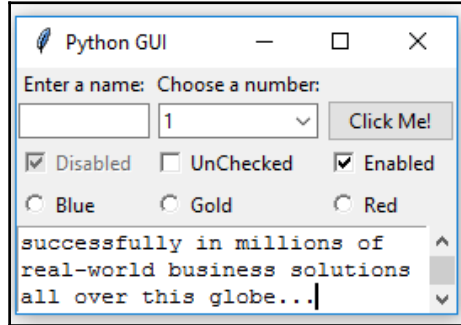 Python GUI
Enter a name: Choose a number:
1 Click Me!
Disabled UnChecked Enabled
Blue Gold Red
successfully in millions of
real-world business solutions
all over this globe...